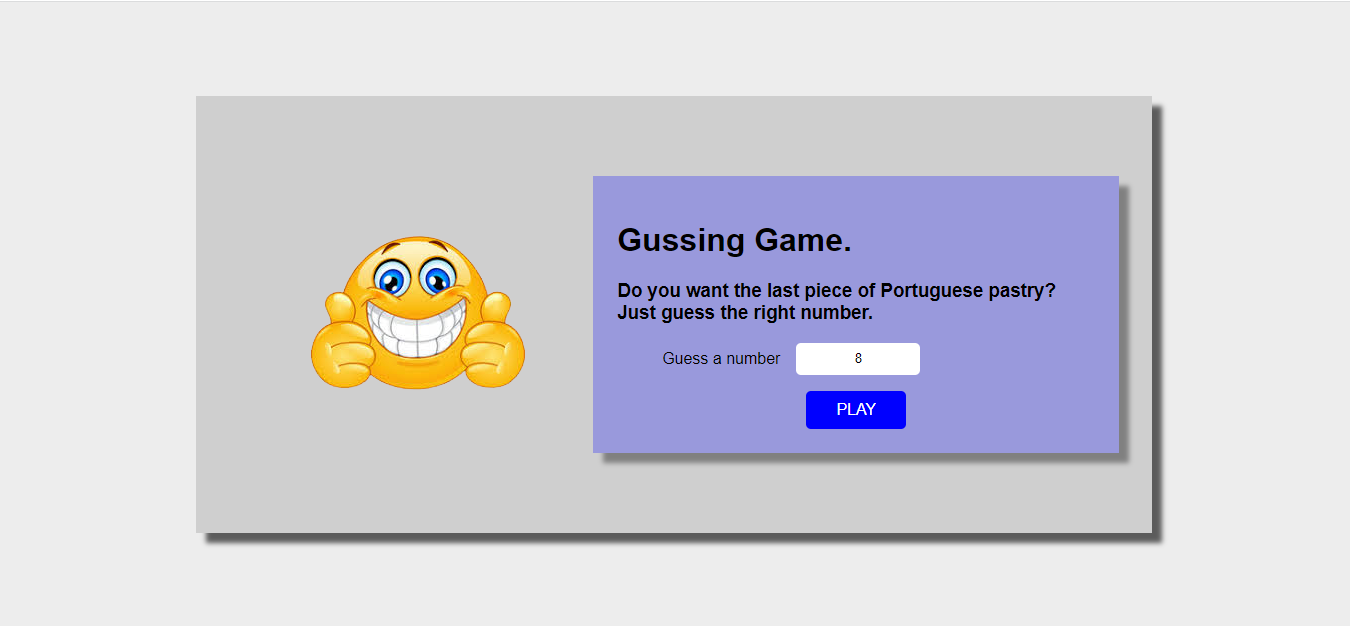 Gussing Game.
Do you want the last piece of Portuguese pastry?
Just guess the right number.
Guess a number 8
PLAY